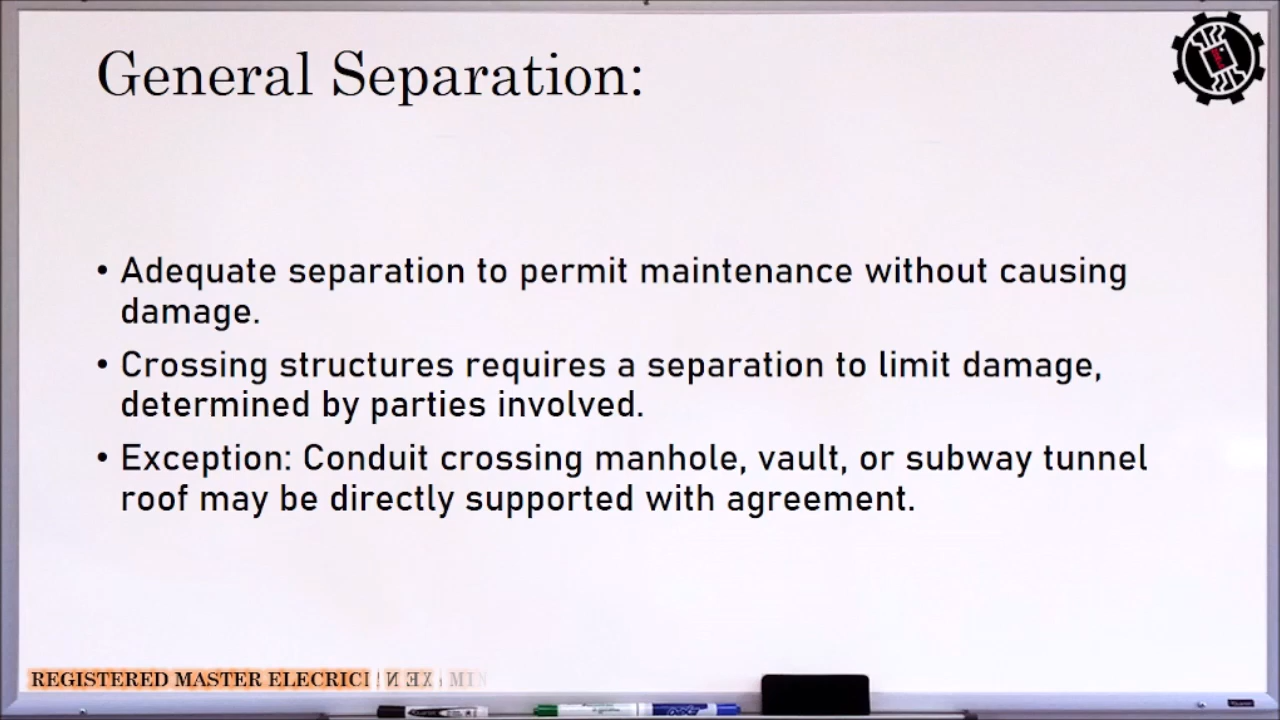 General Separation:
• Adequate separation to permit maintenance without causing
damage.
• Crossing structures requires a separation to limit damage,
determined by parties involved.
• Exception: Conduit crossing manhole, vault, or subway tunnel
roof may be directly supported with agreement.
REGISTERED MASTER